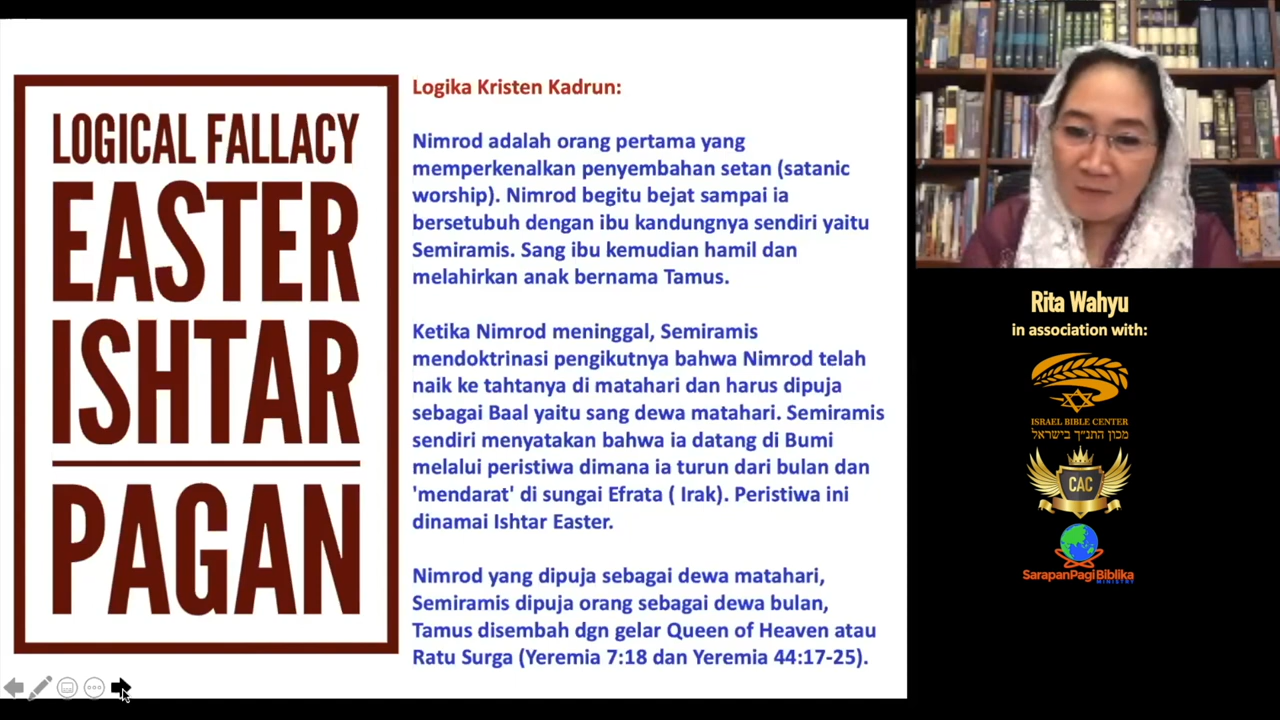 LOGICAL FALLACY
EASTER
ISHTAR
PAGAN
Logika Kristen Kadrun:
Nimrod adalah orang pertama yang
memperkenalkan penyembahan setan (satanic
worship). Nimrod begitu bejat sampai ia
bersetubuh dengan ibu kandungnya sendiri yaitu
Semiramis. Sang ibu kemudian hamil dan
melahirkan anak bernama Tamus.
Ketika Nimrod meninggal, Semiramis
mendoktrinasi pengikutnya bahwa Nimrod telah
naik ke tahtanya di matahari dan harus dipuja
sebagai Baal yaitu sang dewa matahari. Semiramis
sendiri menyatakan bahwa ia datang di Bumi
melalui peristiwa dimana ia turun dari bulan dan
'mendarat' di sungai Efrata ( Irak). Peristiwa ini
dinamai Ishtar Easter.
Nimrod yang dipuja sebagai dewa matahari,
Semiramis dipuja orang sebagai dewa bulan,
Tamus disembah dgn gelar Queen of Heaven atau
Ratu Surga (Yeremia 7:18 dan Yeremia 44:17-25).
Rita Wahyu
in association with:
ISRAEL BIBLE CENTER
מכון התנ״ך בישראל
CAC
SarapanPagiBiblika
MINISTRY